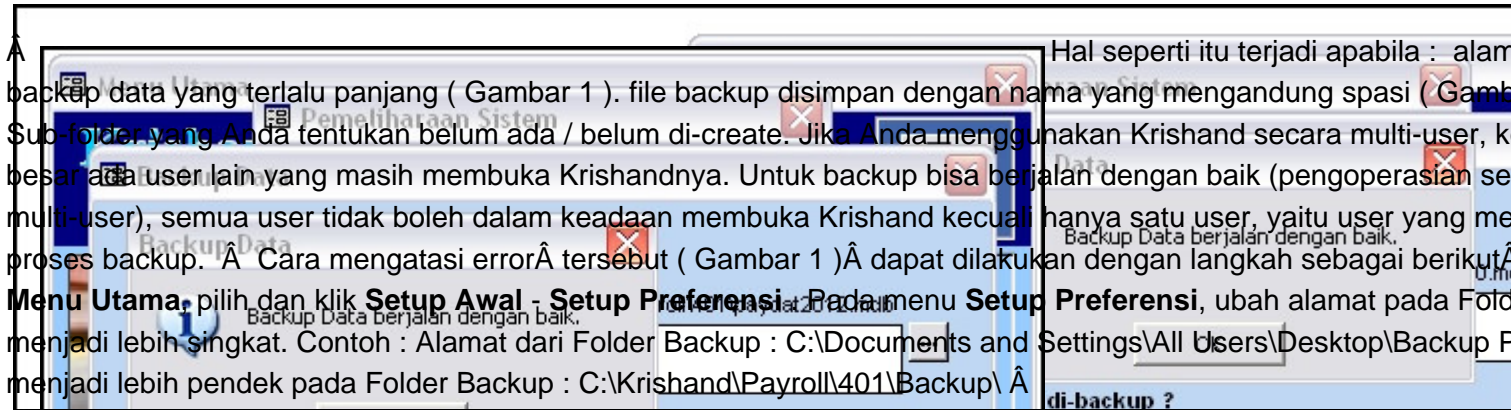 Â Hal seperti itu terjadi apabila : alam
backup data yang terlalu panjang ( Gambar 1 ). file backup disimpan dengan nama yang mengandung spasi ( Gamb
Sub-folder yang Anda tentukan belum ada / belum di-create. Jika Anda menggunakan Krishand secara multi-user, k
besar ada user lain yang masih membuka Krishandnya. Untuk backup bisa berjalan dengan baik (pengoperasian se
multi-user), semua user tidak boleh dalam keadaan membuka Krishand kecuali hanya satu user, yaitu user yang me
proses backup. Â Cara mengatasi errorÂ tersebut ( Gambar 1 )Â dapat dilakukan dengan langkah sebagai berikutÂ
Menu Utama, pilih dan klik Setup Awal - Setup Preferensi - Pada menu Setup Preferensi, ubah alamat pada Fold
menjadi lebih singkat. Contoh : Alamat dari Folder Backup : C:\Documents and Settings\All Users\Desktop\Backup
menjadi lebih pendek pada Folder Backup : C:\Krishand\Payroll\401\Backup\ Â
Menu Utama
Pemeliharaan Sistem
Backup Data
Backup Data
Backup Data berjalan dengan baik.
Data
Backup Data berjalan dengan baik.
Ok
di-backup ?